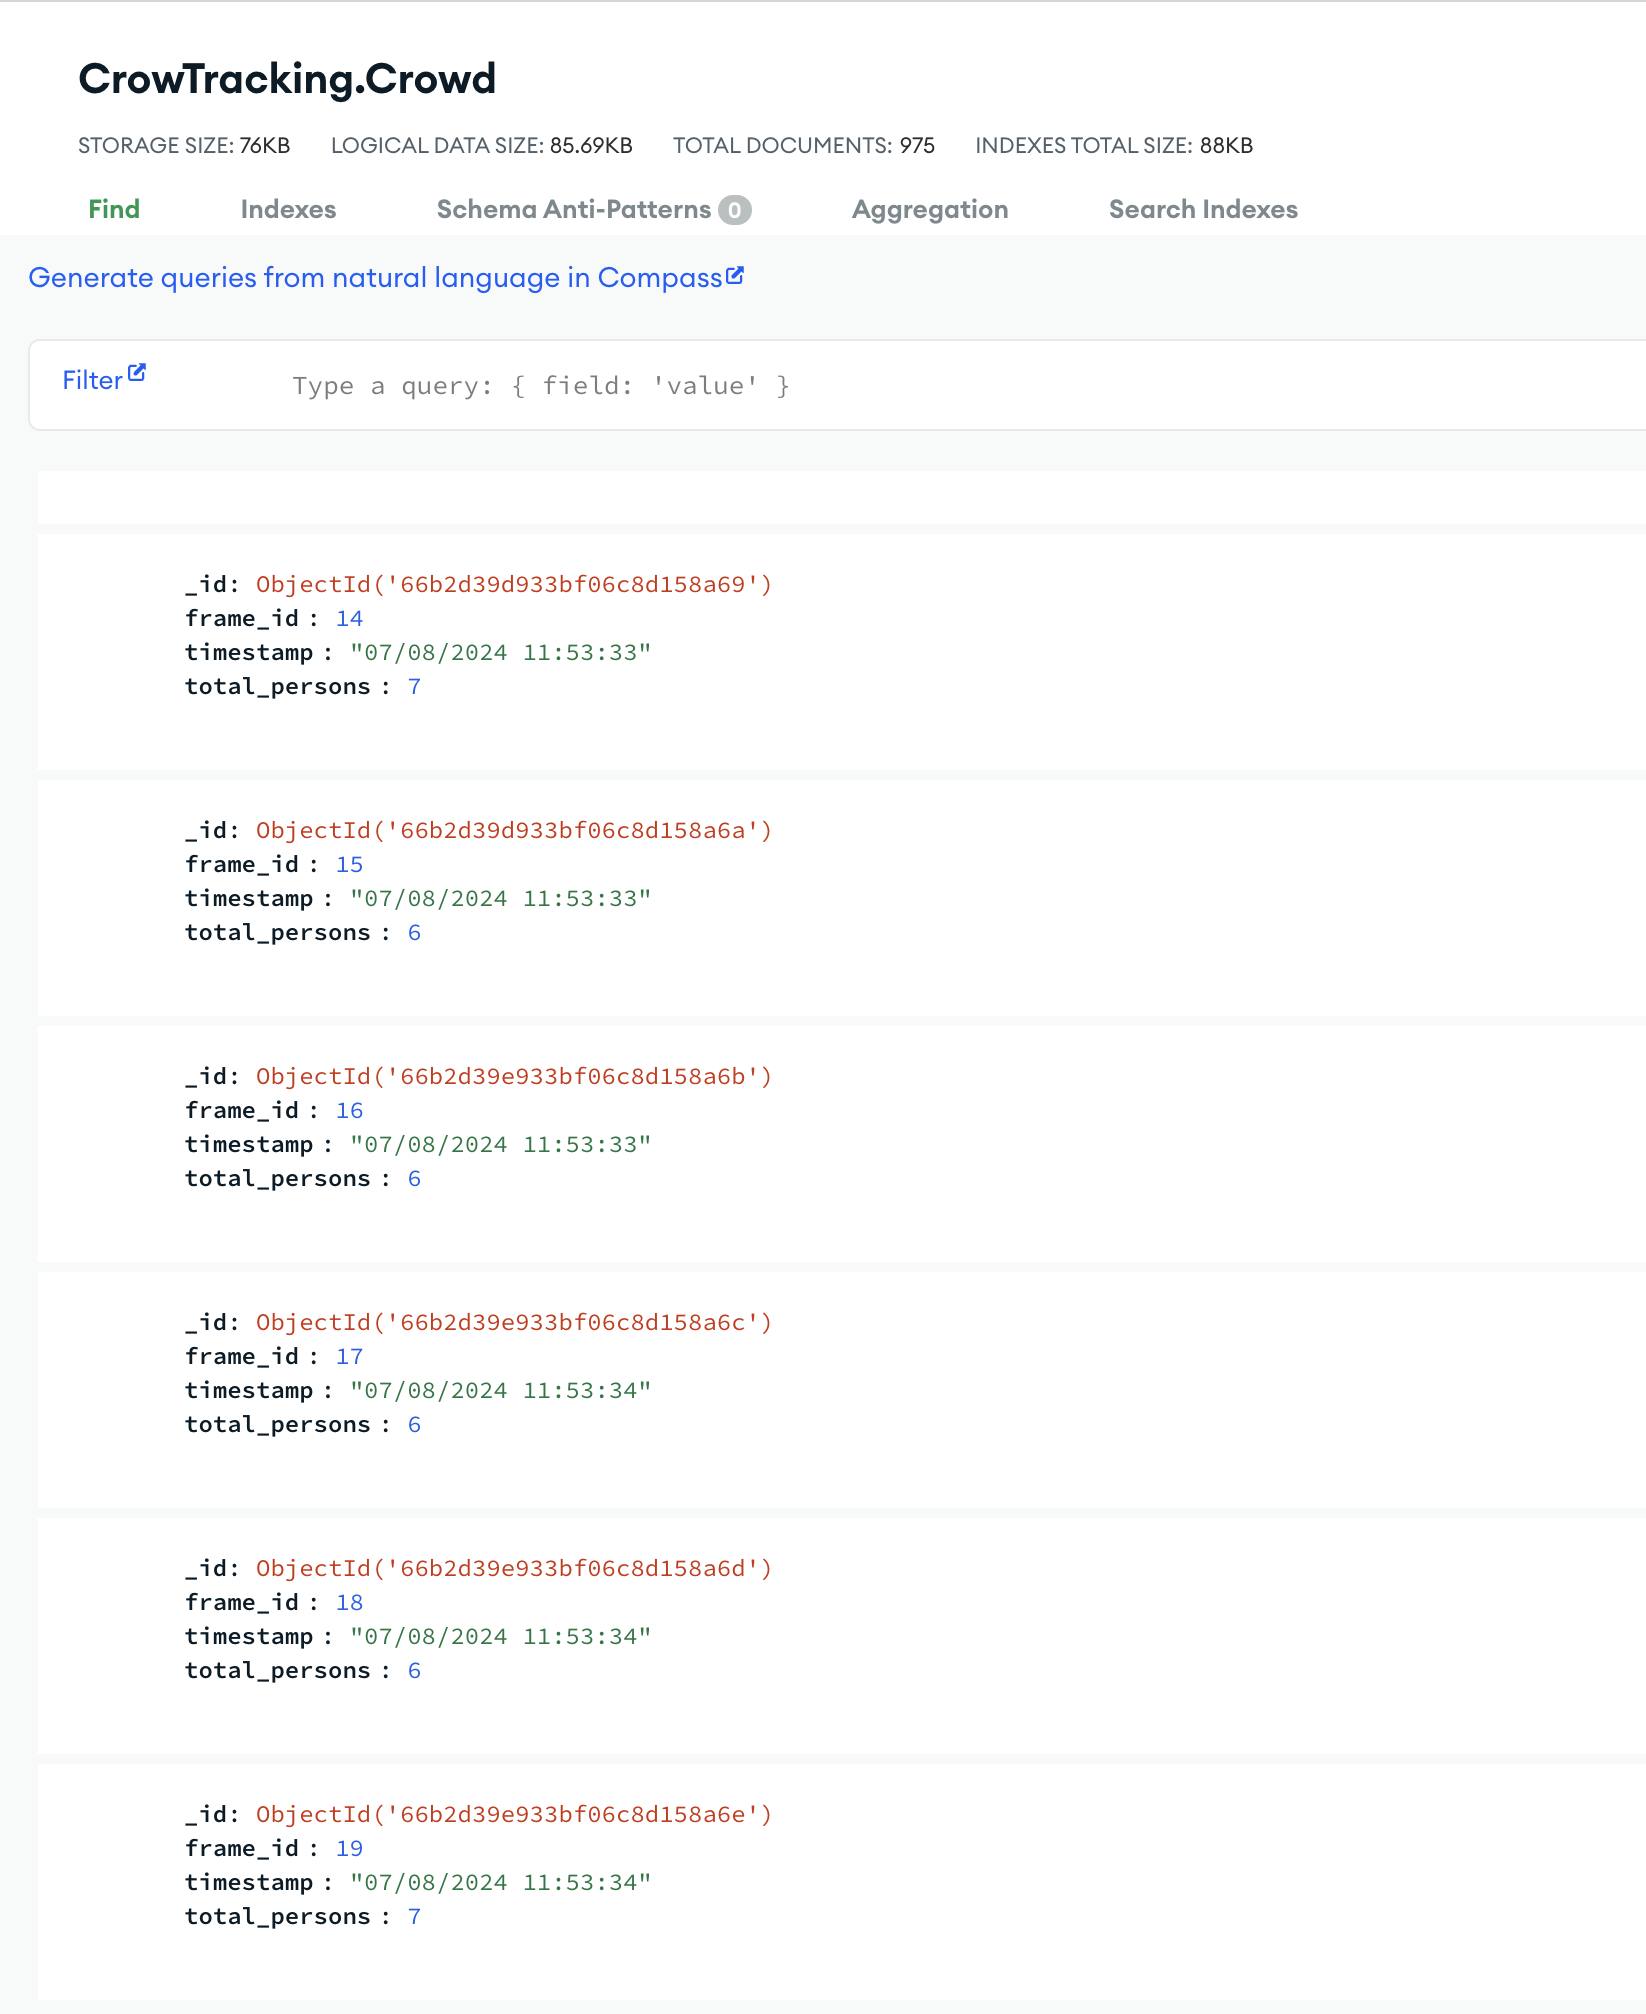 CrowTracking.Crowd
STORAGE SIZE: 76KB LOGICAL DATA SIZE: 85.69KB TOTAL DOCUMENTS: 975 INDEXES TOTAL SIZE: 88KB
Find Indexes Schema Anti-Patterns 0 Aggregation Search Indexes
Generate queries from natural language in Compass
Filter Type a query: { field: 'value' }
_id: ObjectId('66b2d39d933bf06c8d158a69')
frame_id : 14
timestamp : "07/08/2024 11:53:33"
total_persons : 7
_id: ObjectId('66b2d39d933bf06c8d158a6a')
frame_id : 15
timestamp : "07/08/2024 11:53:33"
total_persons : 6
_id: ObjectId('66b2d39e933bf06c8d158a6b')
frame_id : 16
timestamp : "07/08/2024 11:53:33"
total_persons : 6
_id: ObjectId('66b2d39e933bf06c8d158a6c')
frame_id : 17
timestamp : "07/08/2024 11:53:34"
total_persons : 6
_id: ObjectId('66b2d39e933bf06c8d158a6d')
frame_id : 18
timestamp : "07/08/2024 11:53:34"
total_persons : 6
_id: ObjectId('66b2d39e933bf06c8d158a6e')
frame_id : 19
timestamp : "07/08/2024 11:53:34"
total_persons : 7